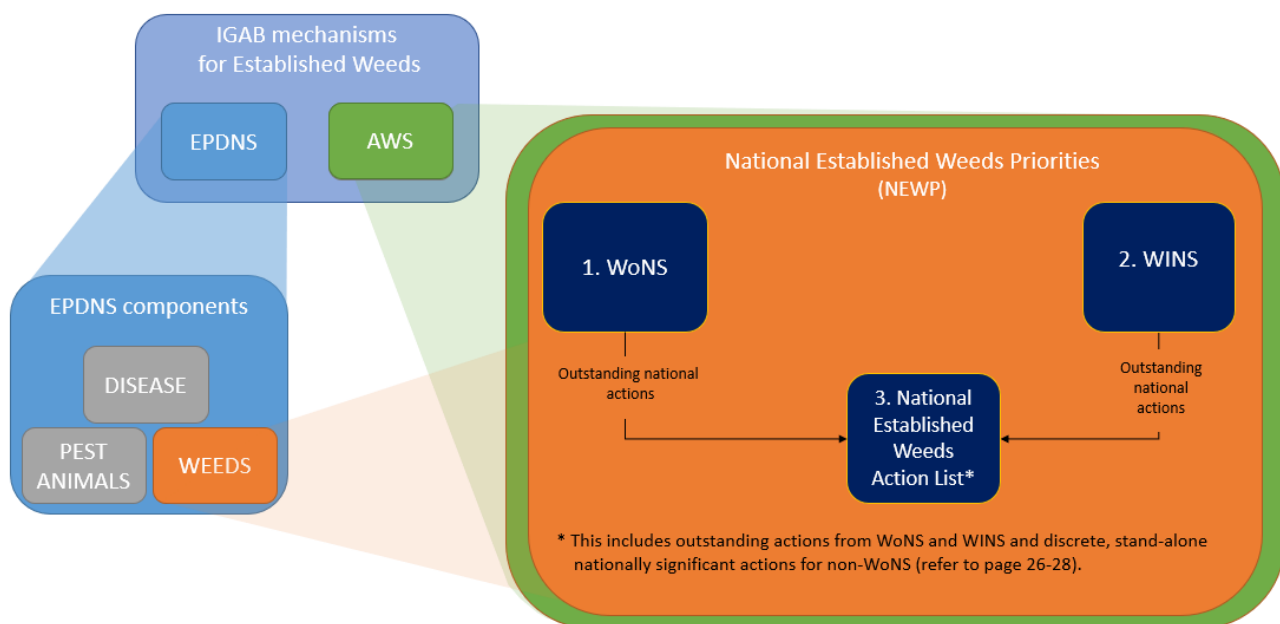 IGAB mechanisms
for Established Weeds
EPDNS
AWS
EPDNS components
DISEASE
PEST
ANIMALS
WEEDS
National Established Weeds Priorities
(NEWP)
1. WoNS
2. WINS
Outstanding national
actions
Outstanding
national
actions
3. National
Established
Weeds
Action List*
* This includes outstanding actions from WoNS and WINS and discrete, stand-alone
nationally significant actions for non-WoNS (refer to page 26-28).